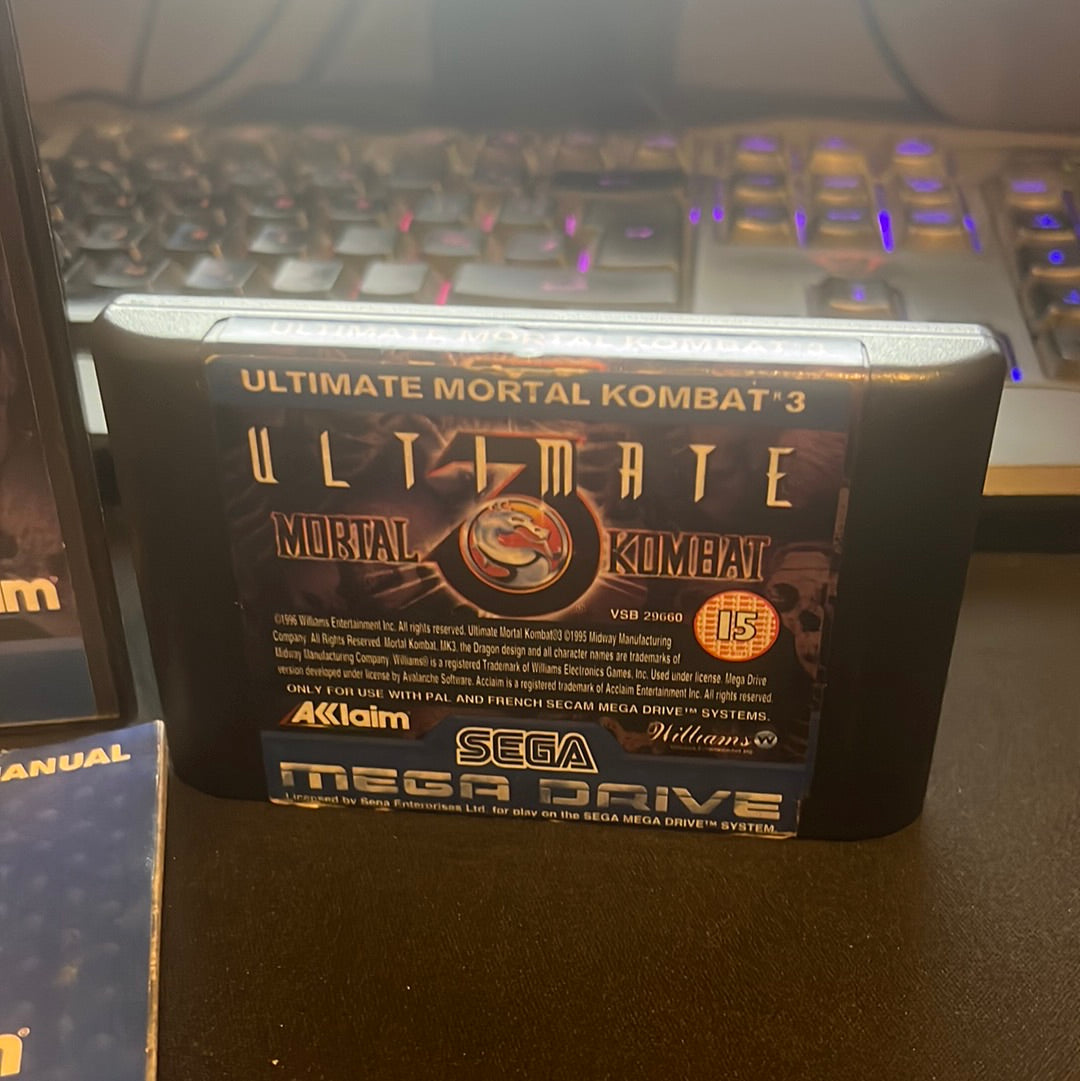 ULTIMATE MORTAL KOMBAT 3
ULTIMATE MORTAL KOMBAT™ 3
ULTIMATE
MORTAL 3 KOMBAT
VSB 29660
15
©1996 Williams Entertainment Inc. All rights reserved. Ultimate Mortal Kombat®3 ©1995 Midway Manufacturing
Company. All Rights Reserved. Mortal Kombat, MK3, the Dragon design and all character names are trademarks of
Midway Manufacturing Company. Williams® is a registered Trademark of Williams Electronics Games, Inc. Used under license. Mega Drive
version developed under license by Avalanche Software. Acclaim is a registered trademark of Acclaim Entertainment Inc. All rights reserved.
ONLY FOR USE WITH PAL AND FRENCH SECAM MEGA DRIVE™ SYSTEMS.
AKklaim
Williams W
SEGA
MEGA DRIVE
Licensed by Sega Enterprises Ltd. for play on the SEGA MEGA DRIVE™ SYSTEM.
im
ANUAL